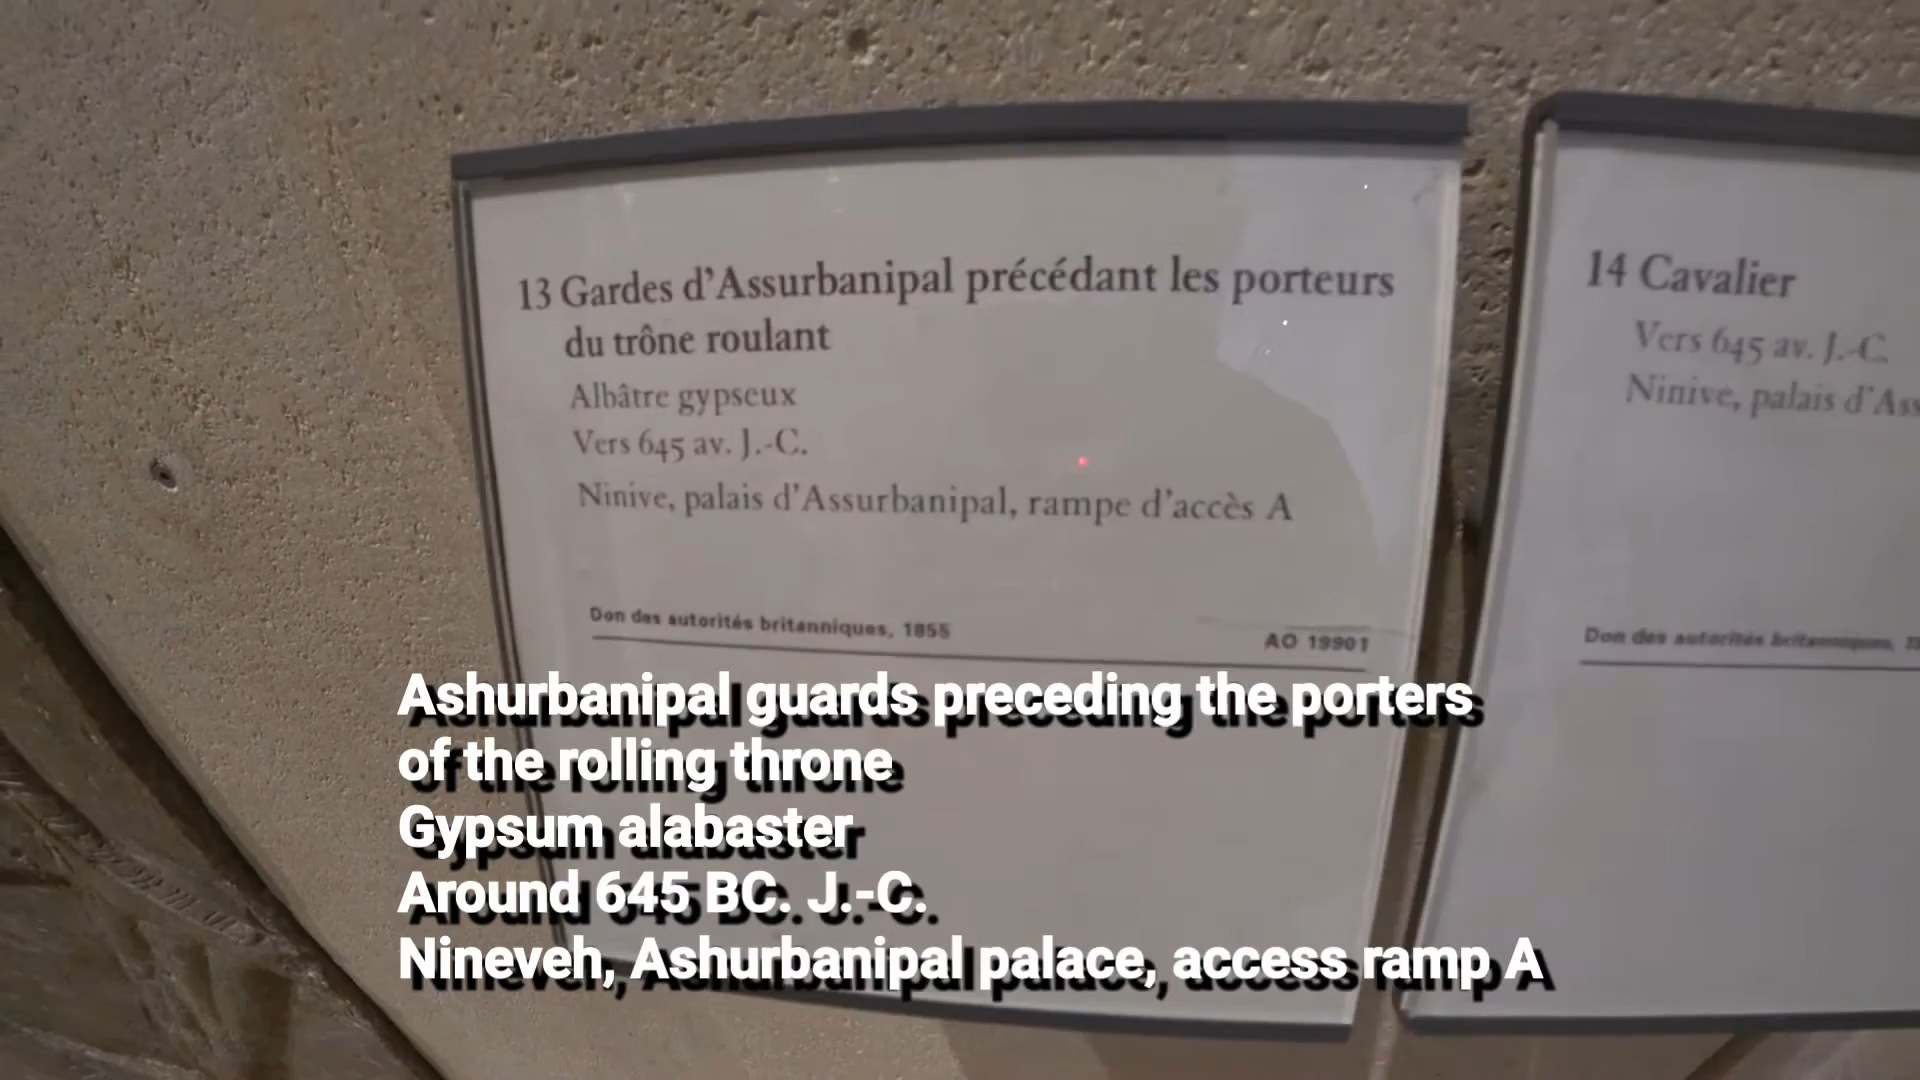 13 Gardes d'Assurbanipal précédant les porteurs
du trône roulant
Albâtre gypseux
Vers 645 av. J.-C.
Ninive, palais d'Assurbanipal, rampe d'accès A
Don des autorités britanniques, 1855
AO 19901
14 Cavalier
Vers 645 av. J.-C.
Ninive, palais d'Ass
Don des autorités britanniques,
Ashurbanipal guards preceding the porters
of the rolling throne
Gypsum alabaster
Around 645 BC. J.-C.
Nineveh, Ashurbanipal palace, access ramp A